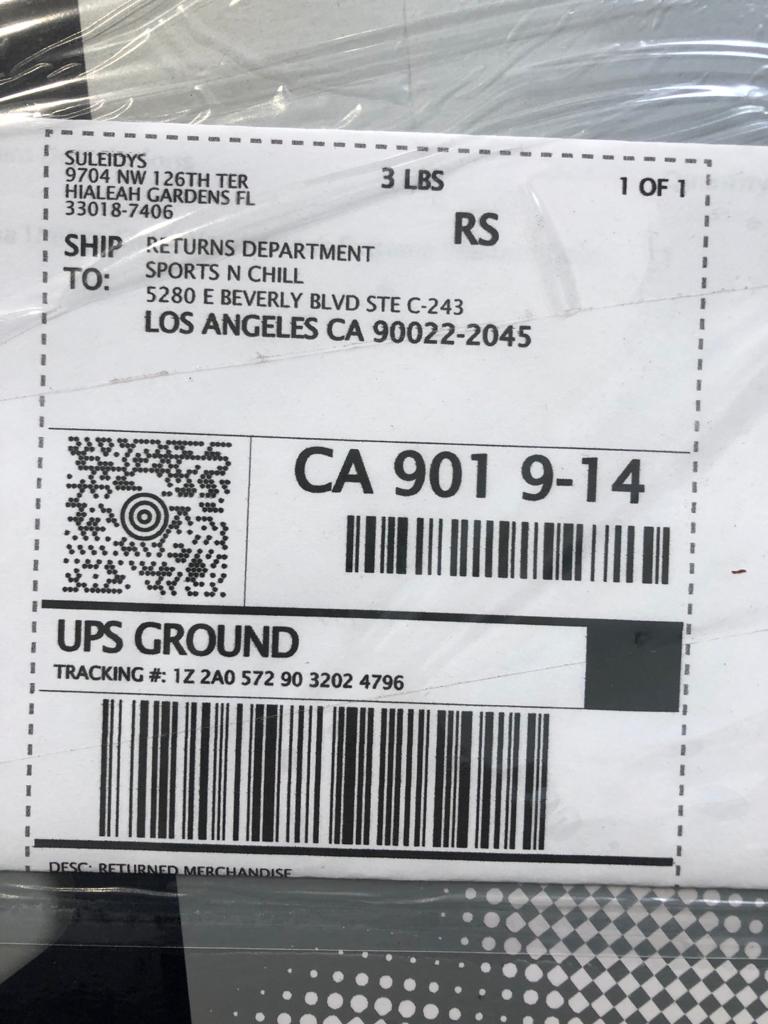 SULEIDYS
9704 NW 126TH TER
HIALEAH GARDENS FL
33018-7406
3 LBS
1 OF 1
RS
SHIP TO:
RETURNS DEPARTMENT
SPORTS N CHILL
5280 E BEVERLY BLVD STE C-243
LOS ANGELES CA 90022-2045
CA 901 9-14
UPS GROUND
TRACKING #: 1Z 2A0 572 90 3202 4796
DESC: RETURNED MERCHANDISE